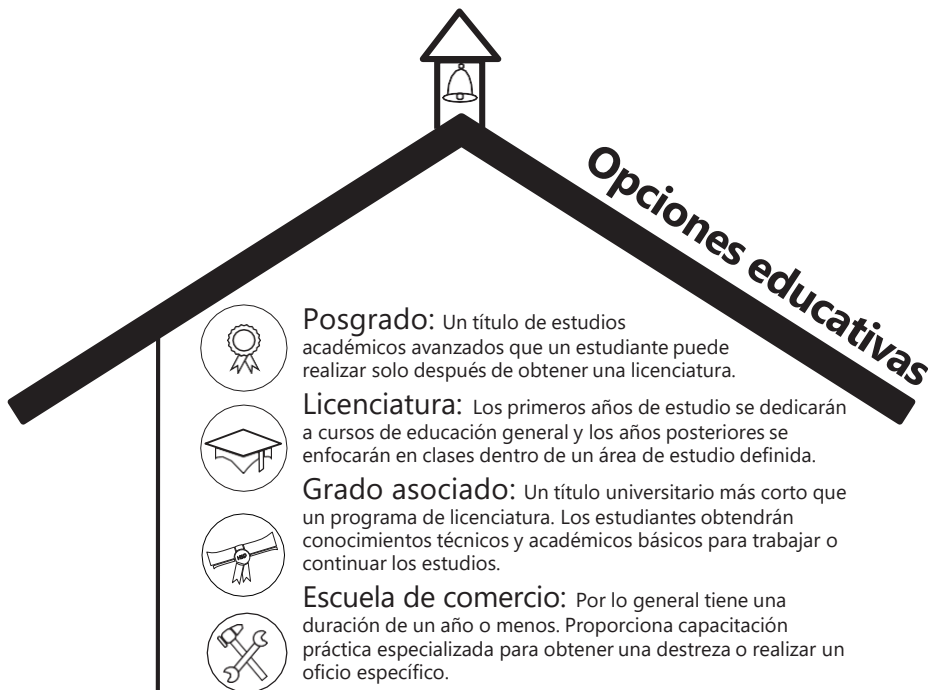 Opciones educativas
Posgrado: Un título de estudios
académicos avanzados que un estudiante puede
realizar solo después de obtener una licenciatura.
Licenciatura: Los primeros años de estudio se dedicarán
a cursos de educación general y los años posteriores se
enfocarán en clases dentro de un área de estudio definida.
Grado asociado: Un título universitario más corto que
un programa de licenciatura. Los estudiantes obtendrán
conocimientos técnicos y académicos básicos para trabajar o
continuar los estudios.
Escuela de comercio: Por lo general tiene una
duración de un año o menos. Proporciona capacitación
práctica especializada para obtener una destreza o realizar un
oficio específico.